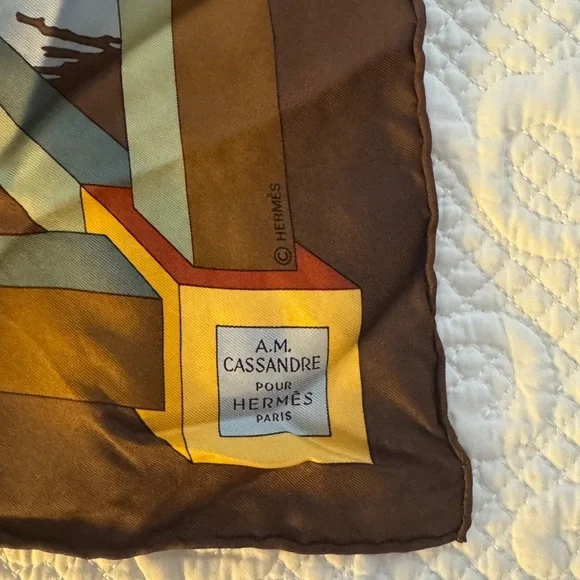 © HERMÈS
A.M.
CASSANDRE
POUR
HERMÈS
PARIS